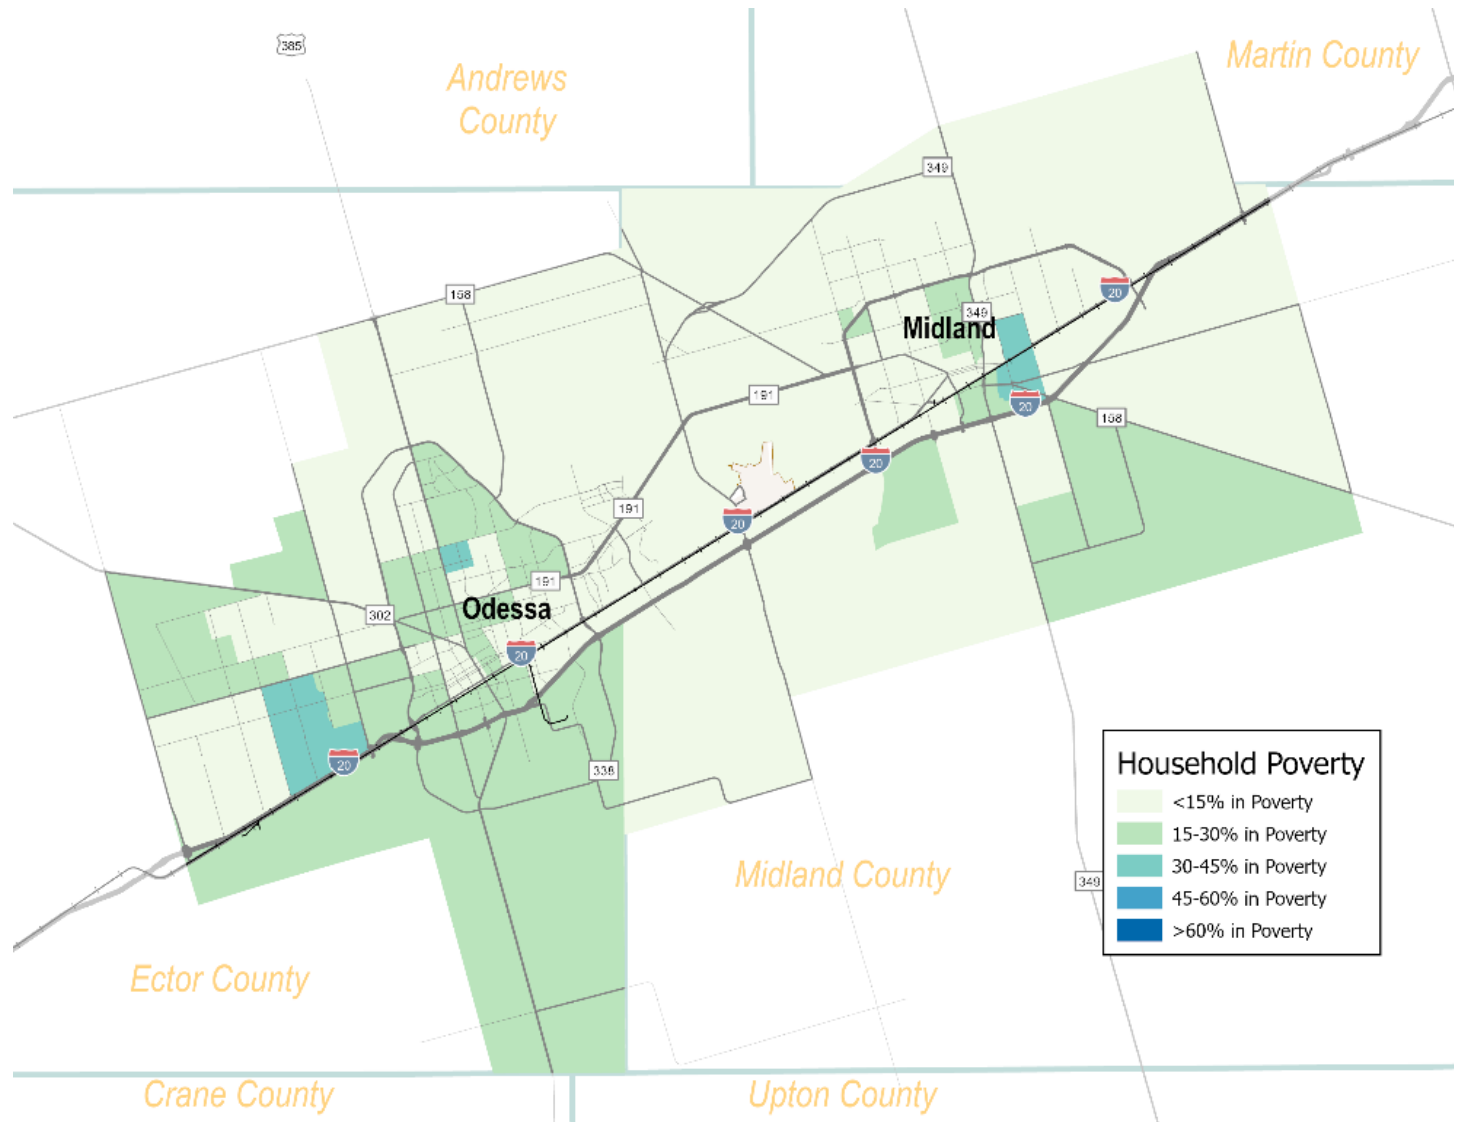 385
Andrews
County
Martin County
349
158
20
349
Midland
191
20
158
20
191
20
191
302
Odessa
20
20
338
Household Poverty
<15% in Poverty
15-30% in Poverty
30-45% in Poverty
45-60% in Poverty
>60% in Poverty
Midland County
349
Ector County
Crane County
Upton County